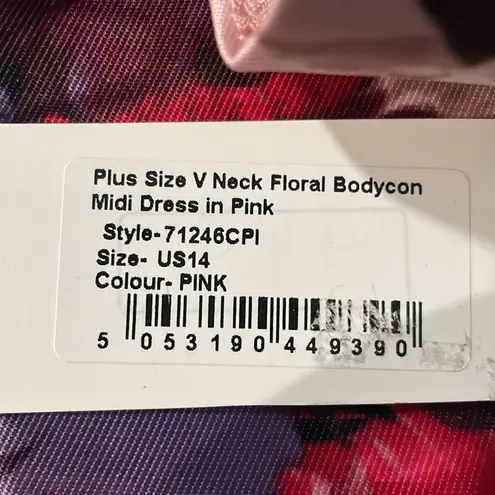 Plus Size V Neck Floral Bodycon
Midi Dress in Pink
Style-71246CPI
Size- US14
Colour- PINK
5 053190 449390